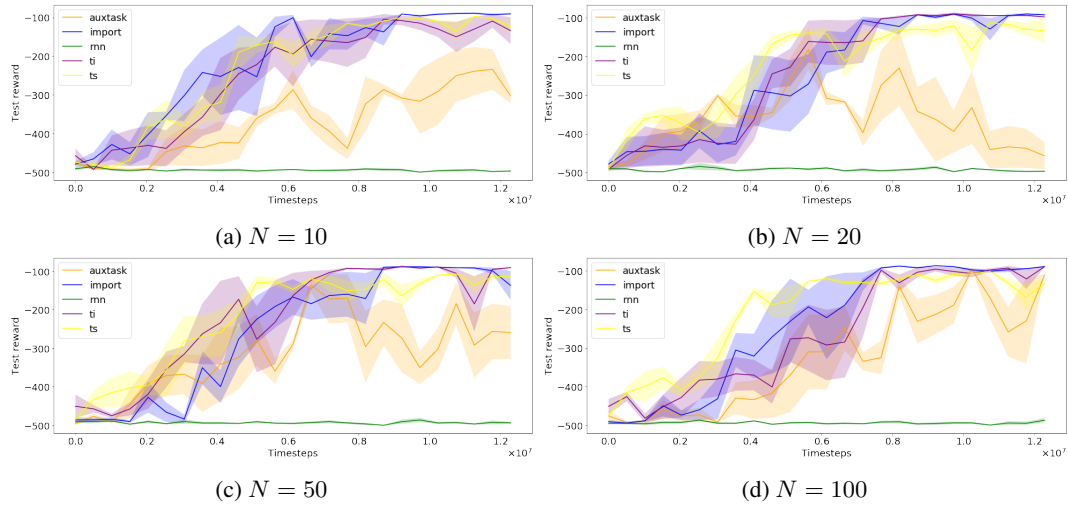 −100
−200
−300
−400
−500
Test reward
auxtask
import
rnn
ti
ts
0.0 0.2 0.4 0.6 0.8 1.0 1.2
Timesteps
×10⁷
(a) N = 10
−100
−200
−300
−400
−500
Test reward
auxtask
import
rnn
ti
ts
0.0 0.2 0.4 0.6 0.8 1.0 1.2
Timesteps
×10⁷
(b) N = 20
−100
−200
−300
−400
−500
Test reward
auxtask
import
rnn
ti
ts
0.0 0.2 0.4 0.6 0.8 1.0 1.2
Timesteps
×10⁷
(c) N = 50
−100
−200
−300
−400
−500
Test reward
auxtask
import
rnn
ti
ts
0.0 0.2 0.4 0.6 0.8 1.0 1.2
Timesteps
×10⁷
(d) N = 100